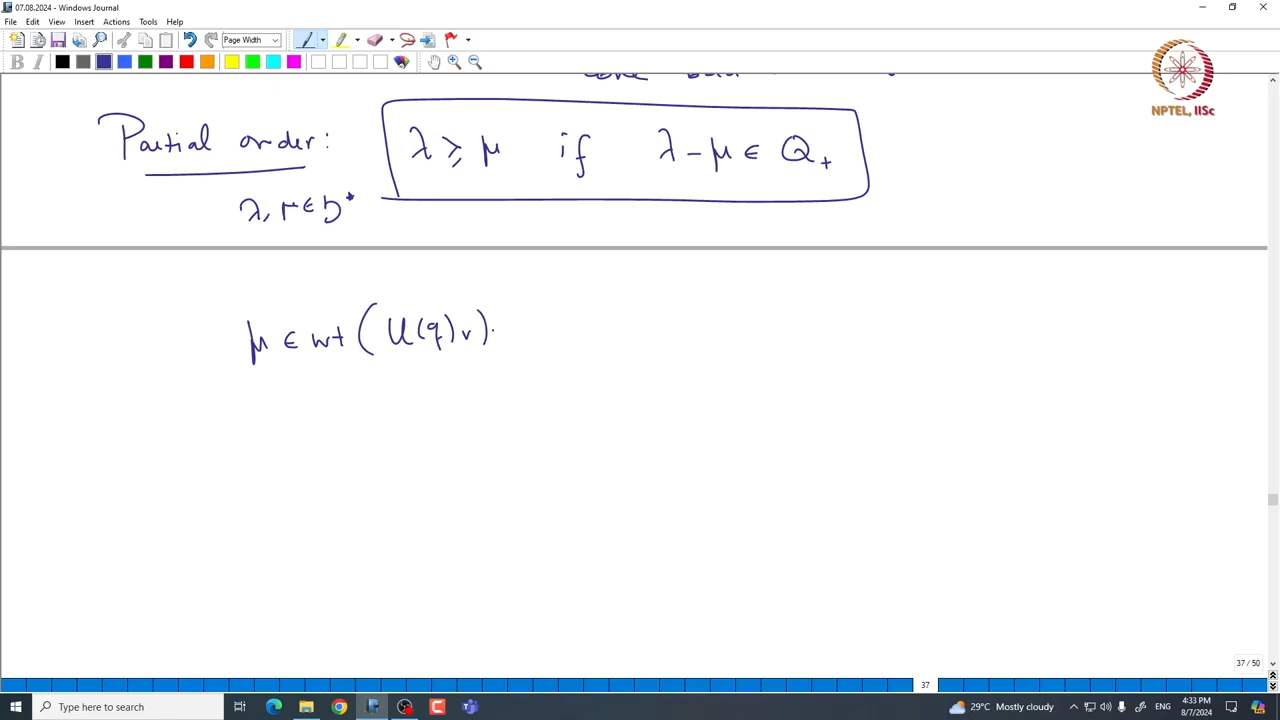 07.08.2024 - Windows Journal
File Edit View Insert Actions Tools Help
Page Width
B I
NPTEL, IISc
Partial order: λ ≥ μ if λ - μ ∈ Q₊
λ, μ ∈ h*
μ ∈ wt (U(g)v).
37 / 50
37
Type here to search
29°C Mostly cloudy
ENG
4:33 PM
8/7/2024